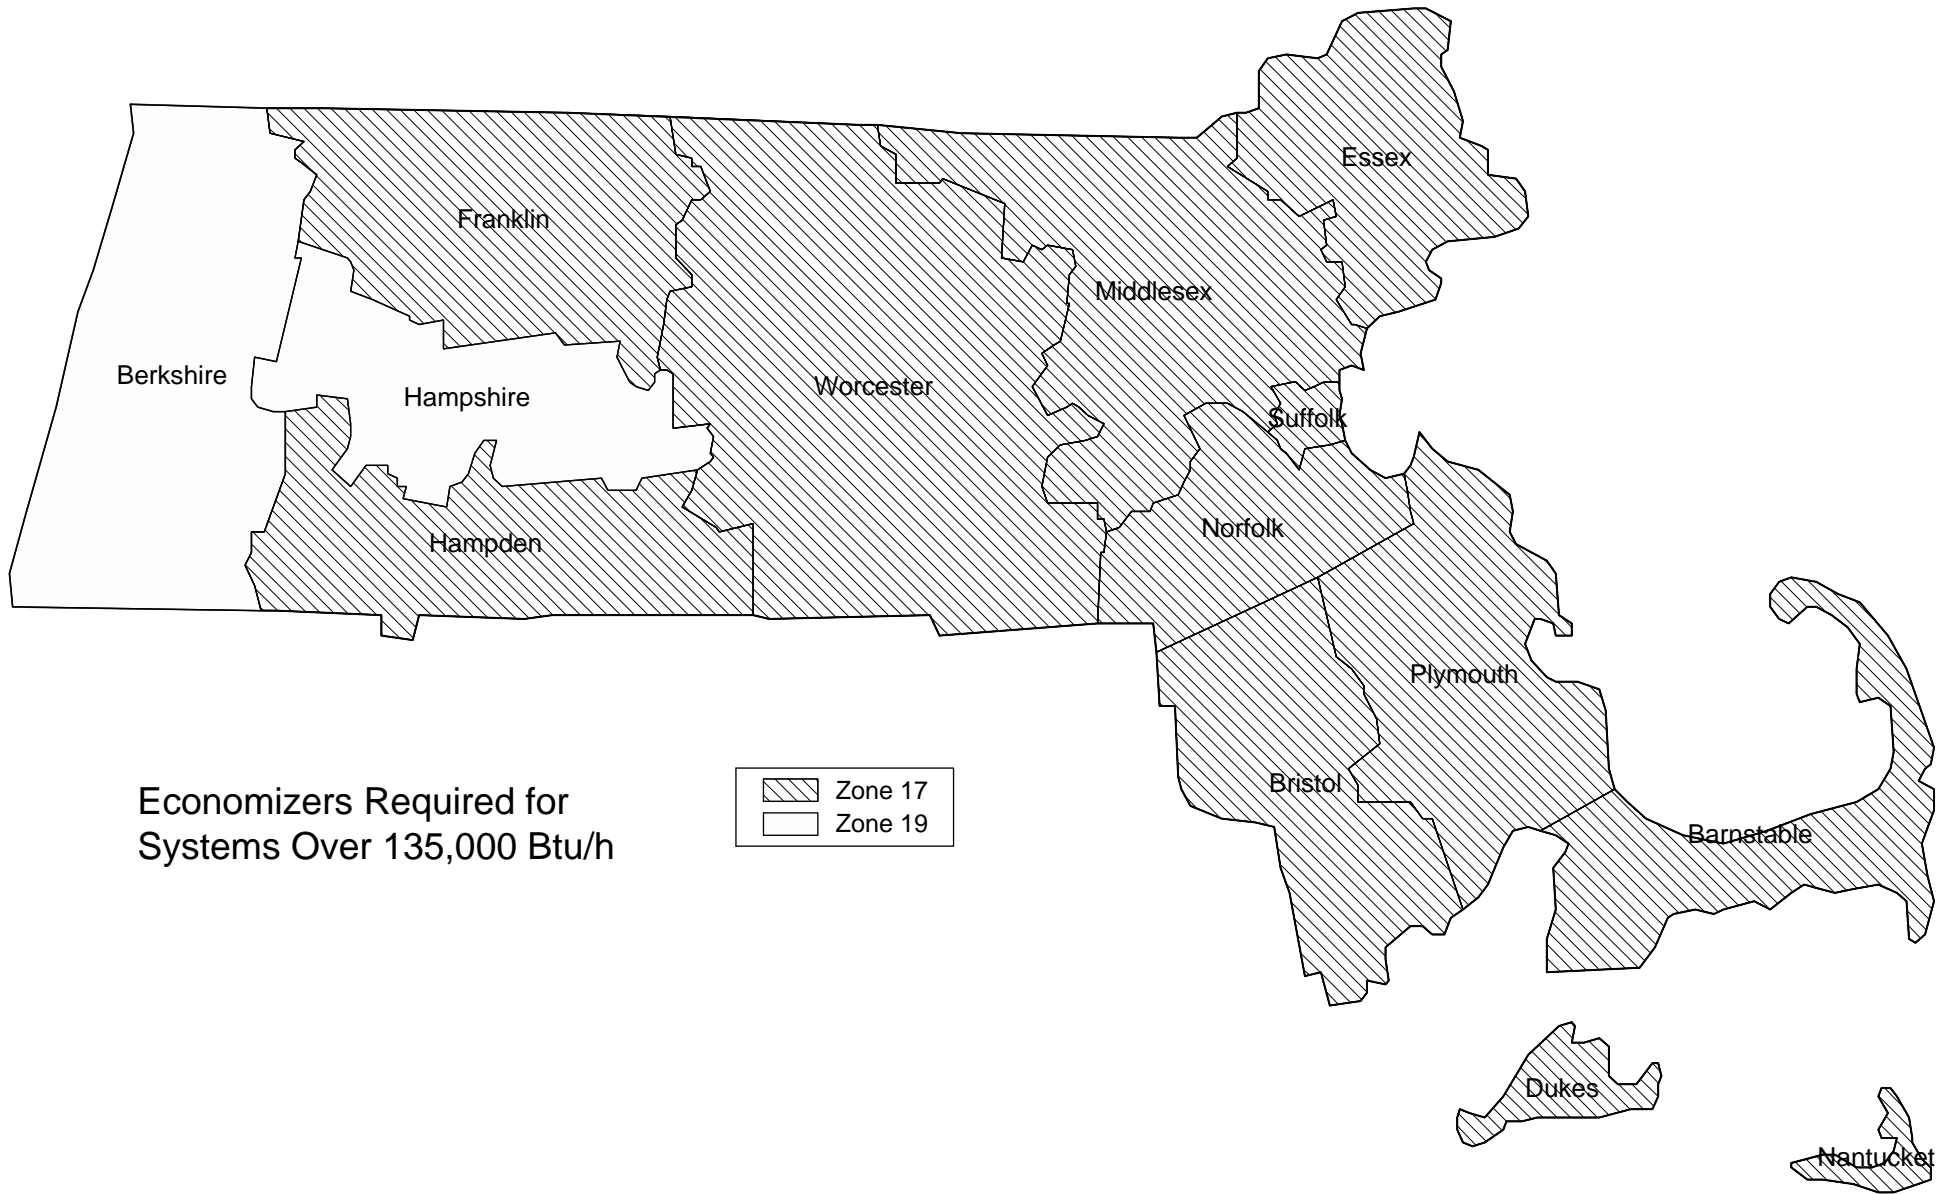 Essex
Franklin
Middlesex
Berkshire
Worcester
Hampshire
Suffolk
Norfolk
Hampden
Plymouth
Bristol
Economizers Required for
Systems Over 135,000 Btu/h
Zone 17
Zone 19
Barnstable
Dukes
Nantucket